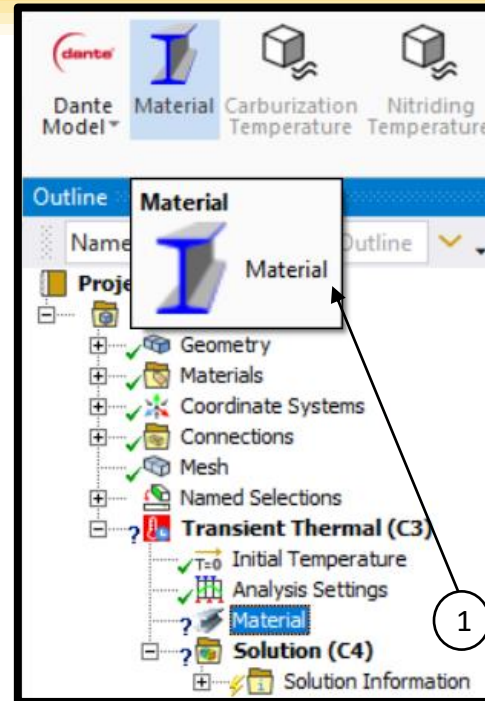 dante
Dante
Model
Material
Carburization
Temperature
Nitriding
Temperature
Outline
Name
Outline
Material
Material
Proje
Geometry
Materials
Coordinate Systems
Connections
Mesh
Named Selections
Transient Thermal (C3)
T=0 Initial Temperature
Analysis Settings
Material
1
Solution (C4)
Solution Information